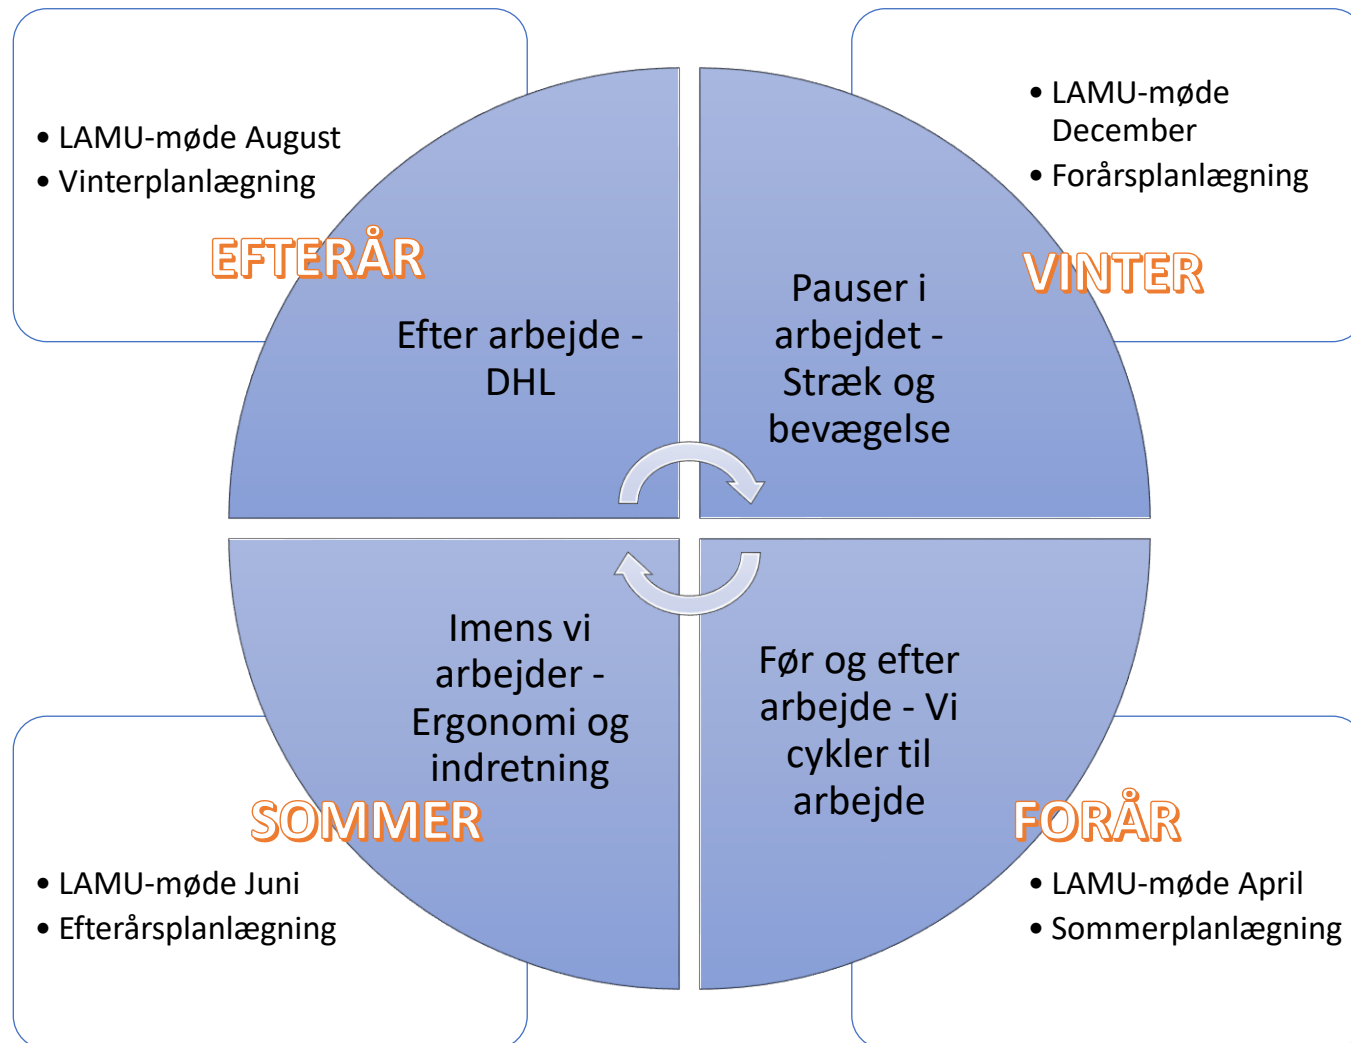 • LAMU-møde August
• Vinterplanlægning
EFTERÅR
Efter arbejde -
DHL
• LAMU-møde
December
• Forårsplanlægning
VINTER
Pauser i
arbejdet -
Stræk og
bevægelse
Imens vi
arbejder -
Ergonomi og
indretning
SOMMER
• LAMU-møde Juni
• Efterårsplanlægning
Før og efter
arbejde - Vi
cykler til
arbejde
FORÅR
• LAMU-møde April
• Sommerplanlægning